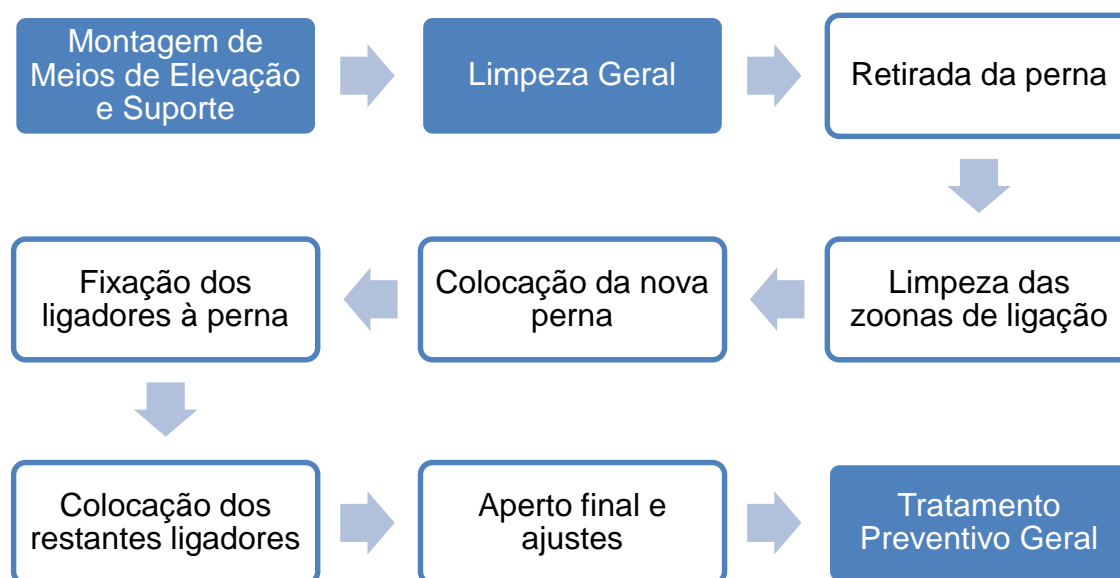 Montagem de
Meios de Elevação
e Suporte
Limpeza Geral
Retirada da perna
Limpeza das
zoonas de ligação
Colocação da nova
perna
Fixação dos
ligadores à perna
Colocação dos
restantes ligadores
Aperto final e
ajustes
Tratamento
Preventivo Geral